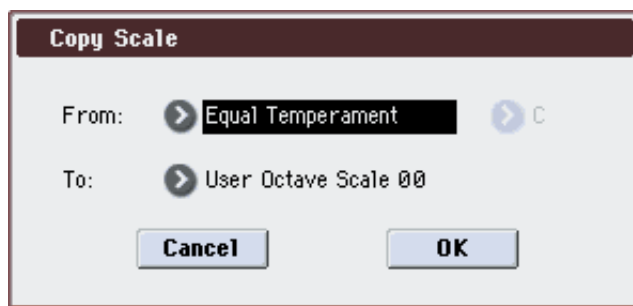 Copy Scale
From: Equal Temperament C
To: User Octave Scale 00
Cancel OK